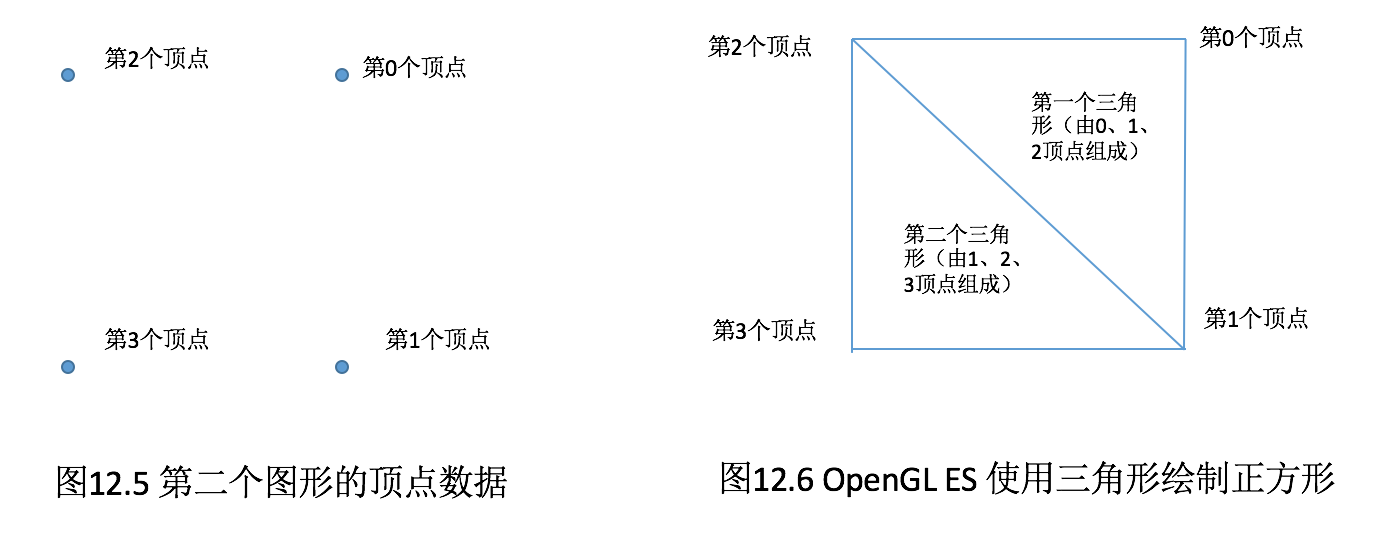 第2个顶点
第0个顶点
第3个顶点
第1个顶点
图12.5 第二个图形的顶点数据
第2个顶点
第0个顶点
第一个三角
形（由0、1、
2顶点组成）
第二个三角
形（由1、2、
3顶点组成）
第3个顶点
第1个顶点
图12.6 OpenGL ES 使用三角形绘制正方形